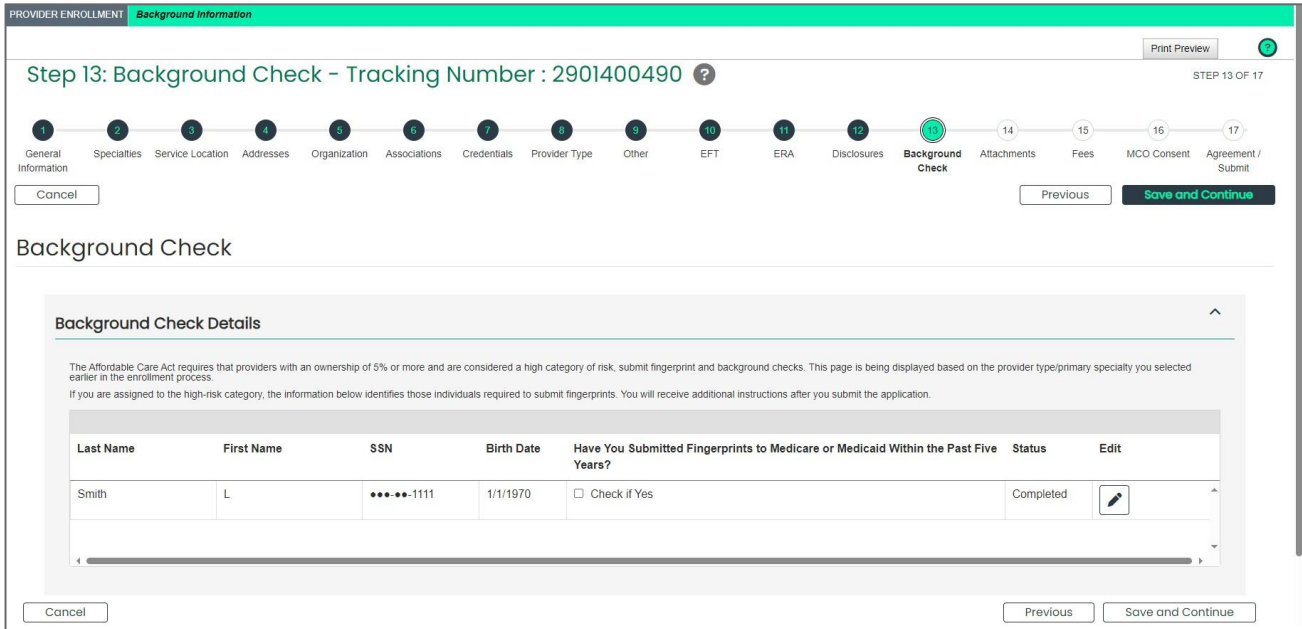 PROVIDER ENROLLMENT Background Information
Print Preview ?
Step 13: Background Check - Tracking Number : 2901400490 ?
STEP 13 OF 17
1 2 3 4 5 6 7 8 9 10 11 12 13 14 15 16 17
General Specialties Service Location Addresses Organization Associations Credentials Provider Type Other EFT ERA Disclosures Background Attachments Fees MCO Consent Agreement /
Information Check Submit
Cancel Previous Save and Continue
Background Check
Background Check Details
The Affordable Care Act requires that providers with an ownership of 5% or more and are considered a high category of risk, submit fingerprint and background checks. This page is being displayed based on the provider type/primary specialty you selected
earlier in the enrollment process.
If you are assigned to the high-risk category, the information below identifies those individuals required to submit fingerprints. You will receive additional instructions after you submit the application.
Last Name First Name SSN Birth Date Have You Submitted Fingerprints to Medicare or Medicaid Within the Past Five Status Edit
Years?
Smith L •••-••-1111 1/1/1970 Check if Yes Completed
Cancel Previous Save and Continue